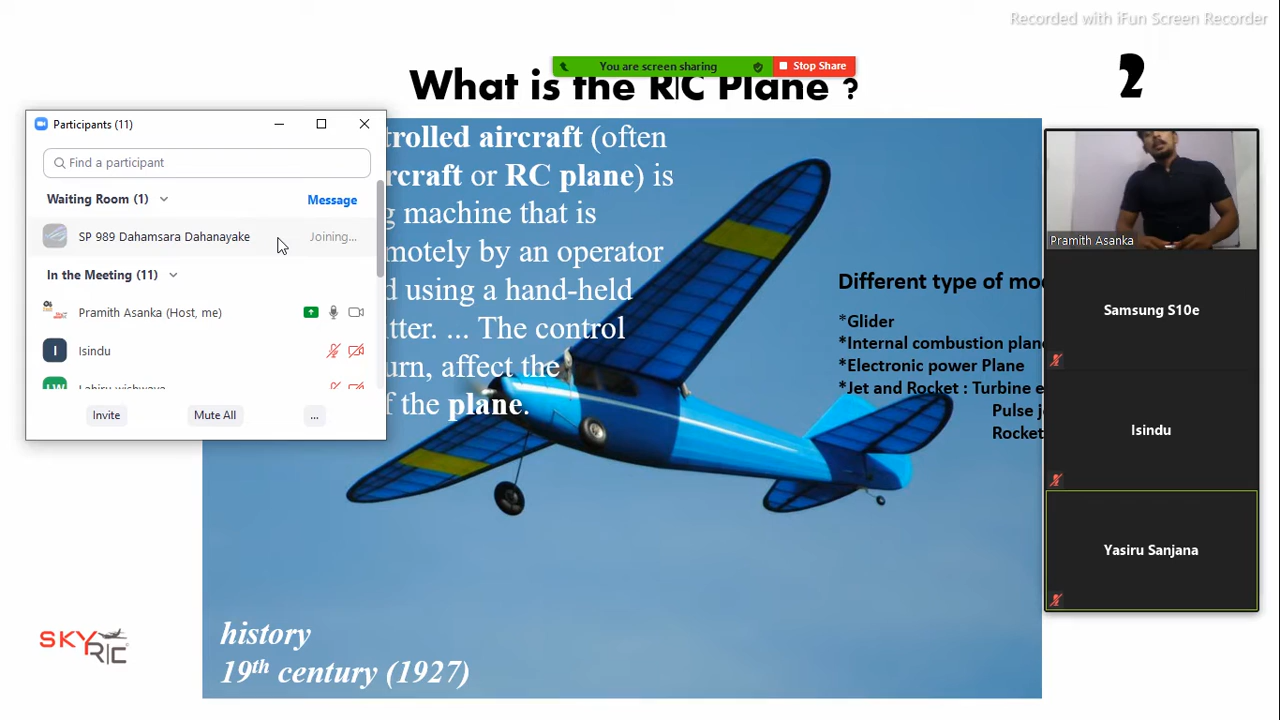 Recorded with iFun Screen Recorder
You are screen sharing
Stop Share
What is the R|C Plane ?
2
Participants (11)
Find a participant
Waiting Room (1)
Message
SP 989 Dahamsara Dahanayake
Joining...
In the Meeting (11)
Pramith Asanka (Host, me)
Isindu
Lahiru wishwaya
Invite
Mute All
...
trolled aircraft (often
rcraft or RC plane) is
g machine that is
motely by an operator
d using a hand-held
tter. ... The control
urn, affect the
f the plane.
Different type of mo
*Glider
*Internal combustion plan
*Electronic power Plane
*Jet and Rocket : Turbine e
Pulse j
Rocket
Pramith Asanka
Samsung S10e
Isindu
Yasiru Sanjana
history
19th century (1927)
SKY
R|C